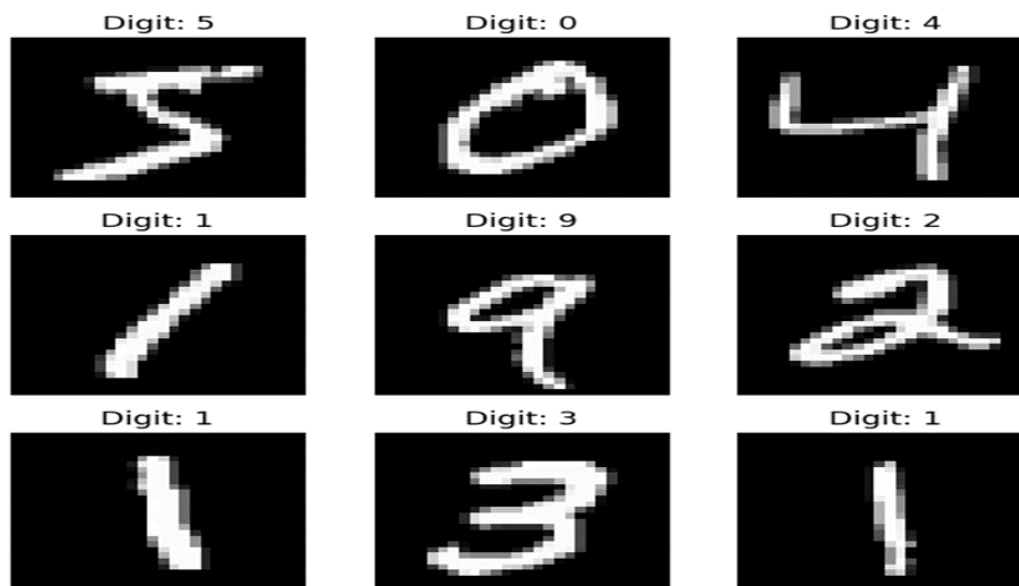 Digit: 5 Digit: 0 Digit: 4
5 0 4
Digit: 1 Digit: 9 Digit: 2
1 9 2
Digit: 1 Digit: 3 Digit: 1
1 3 1